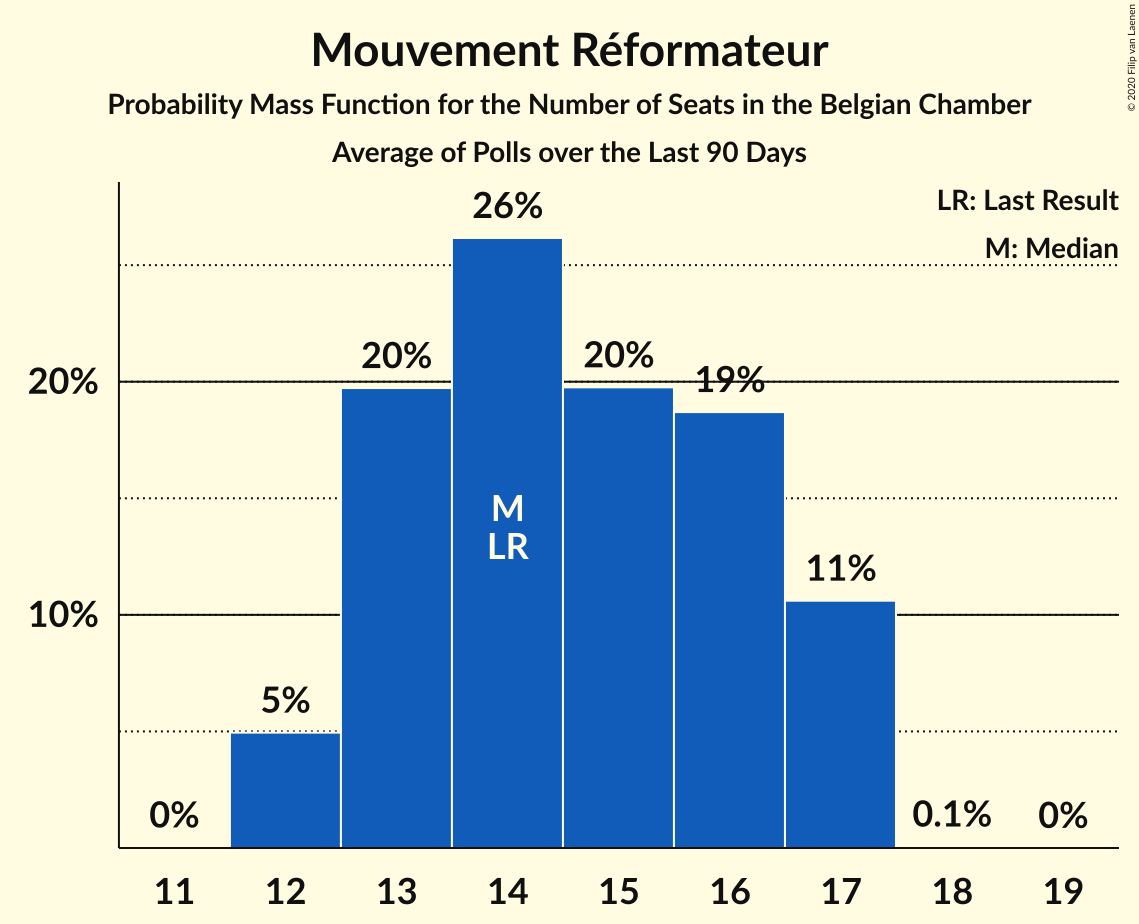 Mouvement Réformateur
Probability Mass Function for the Number of Seats in the Belgian Chamber
Average of Polls over the Last 90 Days
© 2020 Filip van Laenen
LR: Last Result
M: Median
26%
20%
20%
19%
20%
M
LR
11%
10%
5%
0%
0.1%
0%
11 12 13 14 15 16 17 18 19